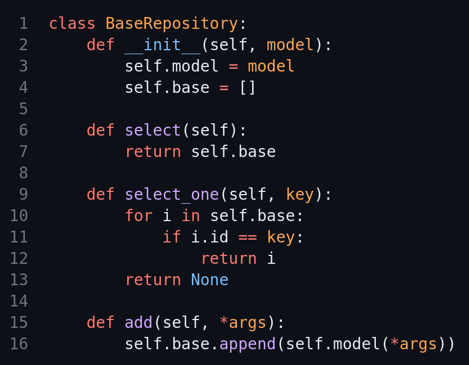 1 class BaseRepository:
2     def __init__(self, model):
3         self.model = model
4         self.base = []
5
6     def select(self):
7         return self.base
8
9     def select_one(self, key):
10         for i in self.base:
11             if i.id == key:
12                 return i
13         return None
14
15     def add(self, *args):
16         self.base.append(self.model(*args))